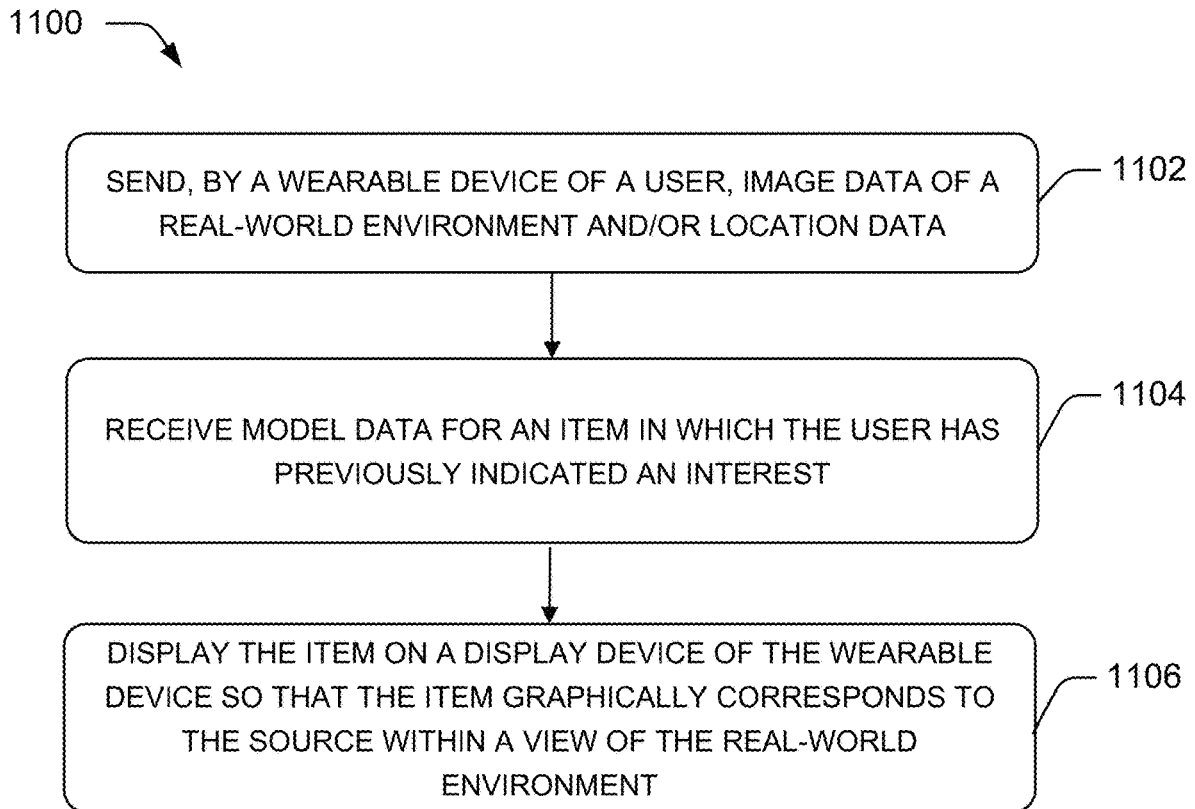 1100
SEND, BY A WEARABLE DEVICE OF A USER, IMAGE DATA OF A
REAL-WORLD ENVIRONMENT AND/OR LOCATION DATA
1102
RECEIVE MODEL DATA FOR AN ITEM IN WHICH THE USER HAS
PREVIOUSLY INDICATED AN INTEREST
1104
DISPLAY THE ITEM ON A DISPLAY DEVICE OF THE WEARABLE
DEVICE SO THAT THE ITEM GRAPHICALLY CORRESPONDS TO
THE SOURCE WITHIN A VIEW OF THE REAL-WORLD
ENVIRONMENT
1106